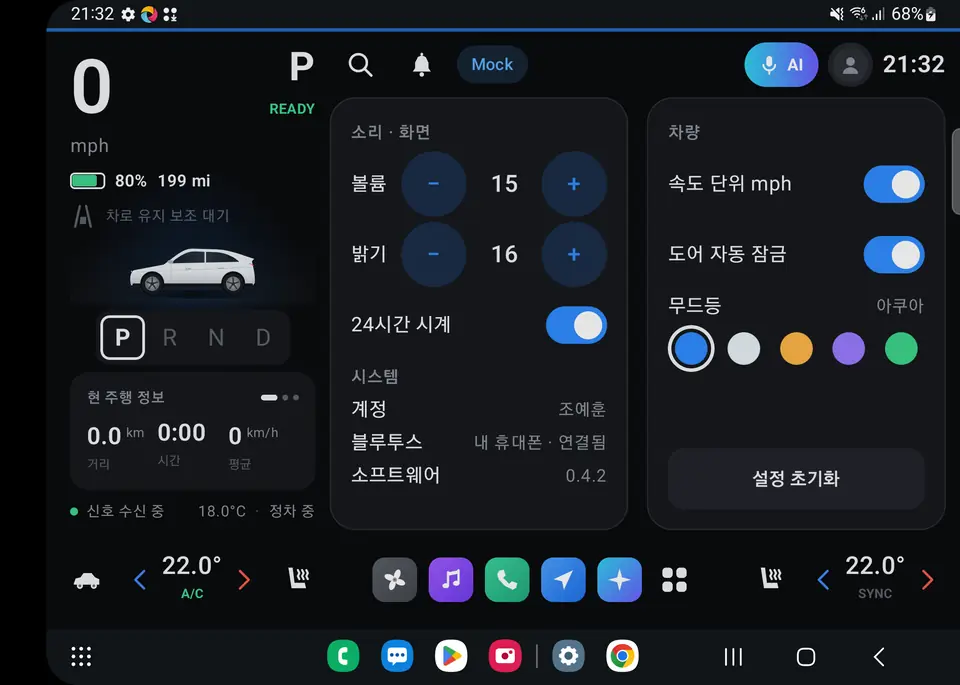 21:32
68%
0
P
READY
mph
80% 199 mi
차로 유지 보조 대기
P R N D
현 주행 정보
0.0 km 0:00 0 km/h
거리 시간 평균
신호 수신 중 18.0°C · 정차 중
Mock
AI
21:32
소리 · 화면
볼륨 − 15 +
밝기 − 16 +
24시간 시계
시스템
계정 조예훈
블루투스 내 휴대폰 · 연결됨
소프트웨어 0.4.2
차량
속도 단위 mph
도어 자동 잠금
무드등 아쿠아
설정 초기화
22.0°
A/C
22.0°
SYNC